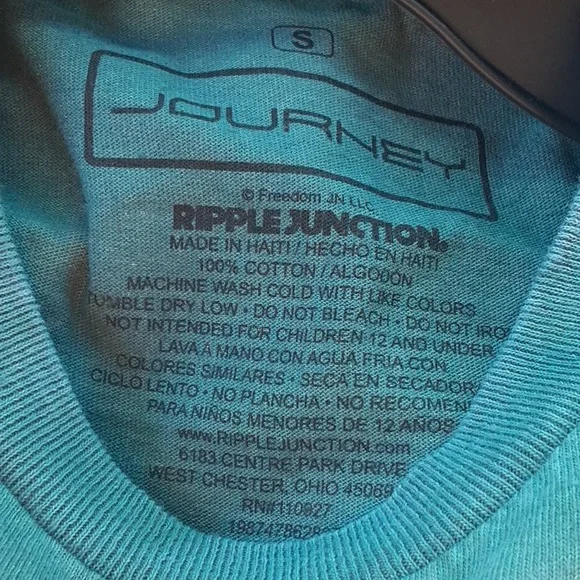 S
JOURNEY
© Freedom JN LLC
RIPPLE JUNCTION®
MADE IN HAITI / HECHO EN HAITI
100% COTTON / ALGODÓN
MACHINE WASH COLD WITH LIKE COLORS
TUMBLE DRY LOW • DO NOT BLEACH • DO NOT IRO
NOT INTENDED FOR CHILDREN 12 AND UNDER
LAVA A MANO CON AGUA FRIA CON
COLORES SIMILARES • SECA EN SECADOR
CICLO LENTO • NO PLANCHA • NO RECOMEN
PARA NIÑOS MENORES DE 12 AÑOS
www.RIPPLEJUNCTION.com
6183 CENTRE PARK DRIVE
WEST CHESTER, OHIO 45069
RN#110927